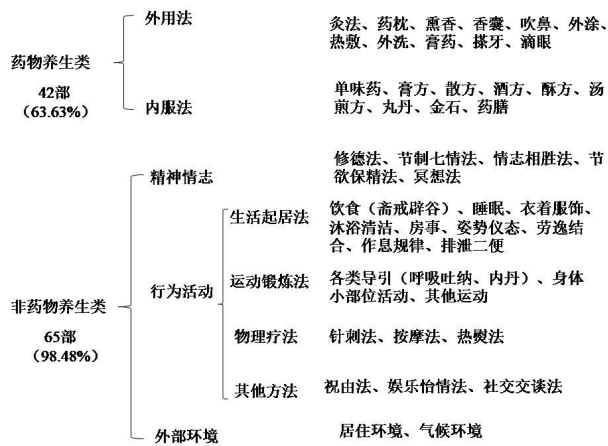 外用法
灸法、药枕、熏香、香囊、吹鼻、外涂、
热敷、外洗、膏药、搽牙、滴眼
药物养生类
42部
（63.63%）
内服法
单味药、膏方、散方、酒方、酥方、汤
煎方、丸丹、金石、药膳
精神情志
修德法、节制七情法、情志相胜法、节
欲保精法、冥想法
生活起居法
饮食（斋戒辟谷）、睡眠、衣着服饰、
沐浴清洁、房事、姿势仪态、劳逸结
合、作息规律、排泄二便
非药物养生类
65部
（98.48%）
行为活动
运动锻炼法
各类导引（呼吸吐纳、内丹）、身体
小部位活动、其他运动
物理疗法
针刺法、按摩法、热熨法
其他方法
祝由法、娱乐怡情法、社交交谈法
外部环境
居住环境、气候环境